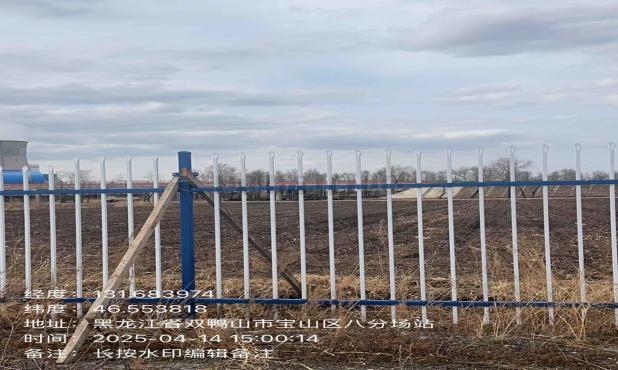 经度 : 131.683974
纬度 : 46.553818
地址 : 黑龙江省双鸭山市宝山区八分场站
时间 : 2025-04-14 15:00:14
备注 : 长按水印编辑备注